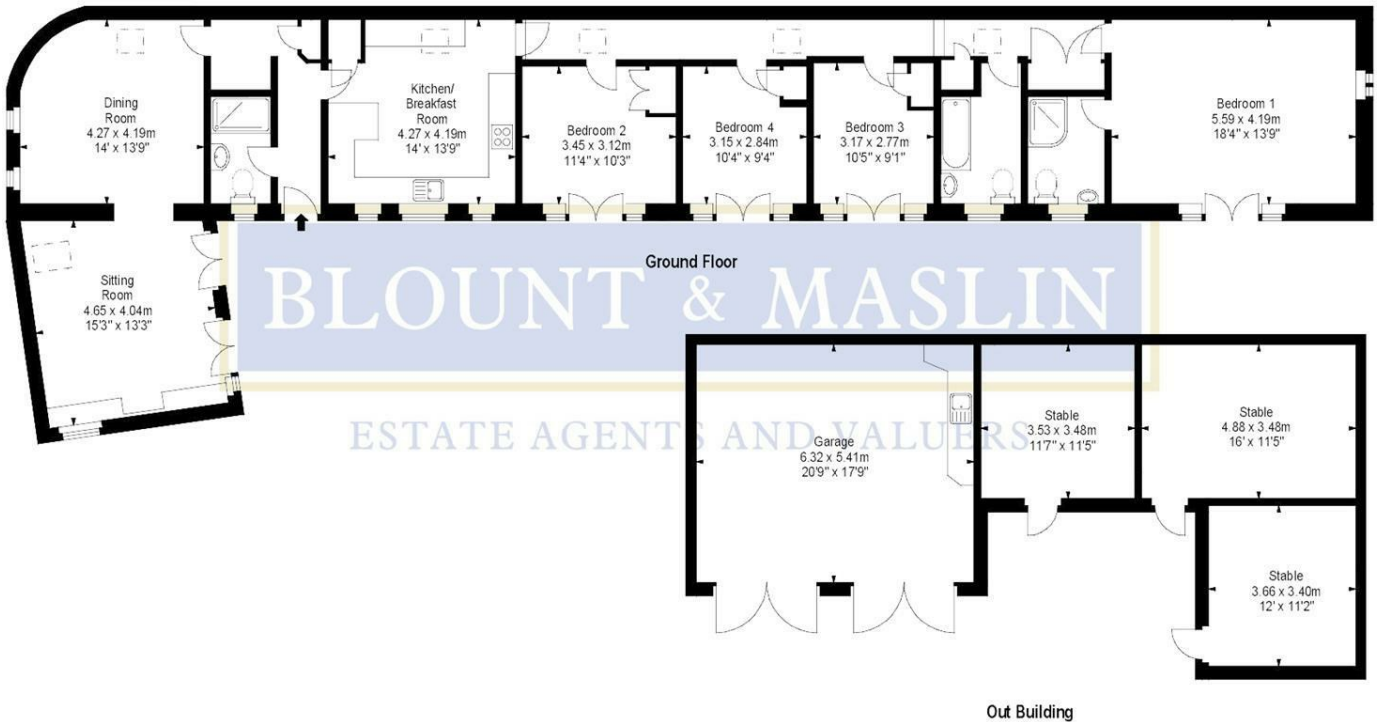 Dining
Room
4.27 x 4.19m
14' x 13'9"
Kitchen/
Breakfast
Room
4.27 x 4.19m
14' x 13'9"
Bedroom 2
3.45 x 3.12m
11'4" x 10'3"
Bedroom 4
3.15 x 2.84m
10'4" x 9'4"
Bedroom 3
3.17 x 2.77m
10'5" x 9'1"
Bedroom 1
5.59 x 4.19m
18'4" x 13'9"
Sitting
Room
4.65 x 4.04m
15'3" x 13'3"
Ground Floor
BLOUNT & MASLIN
ESTATE AGENTS AND VALUERS
Garage
6.32 x 5.41m
20'9" x 17'9"
Stable
3.53 x 3.48m
11'7" x 11'5"
Stable
4.88 x 3.48m
16' x 11'5"
Stable
3.66 x 3.40m
12' x 11'2"
Out Building